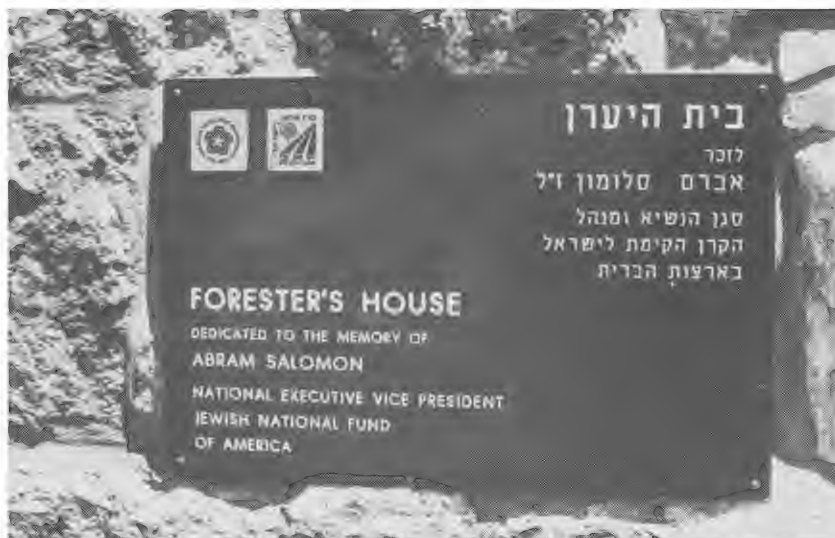 בית היערן
לזכר
אברם סלומון ז"ל
סגן הנשיא ומנהל
הקרן הקימת לישראל
בארצות הברית
FORESTER'S HOUSE
DEDICATED TO THE MEMORY OF
ABRAM SALOMON
NATIONAL EXECUTIVE VICE PRESIDENT
JEWISH NATIONAL FUND
OF AMERICA